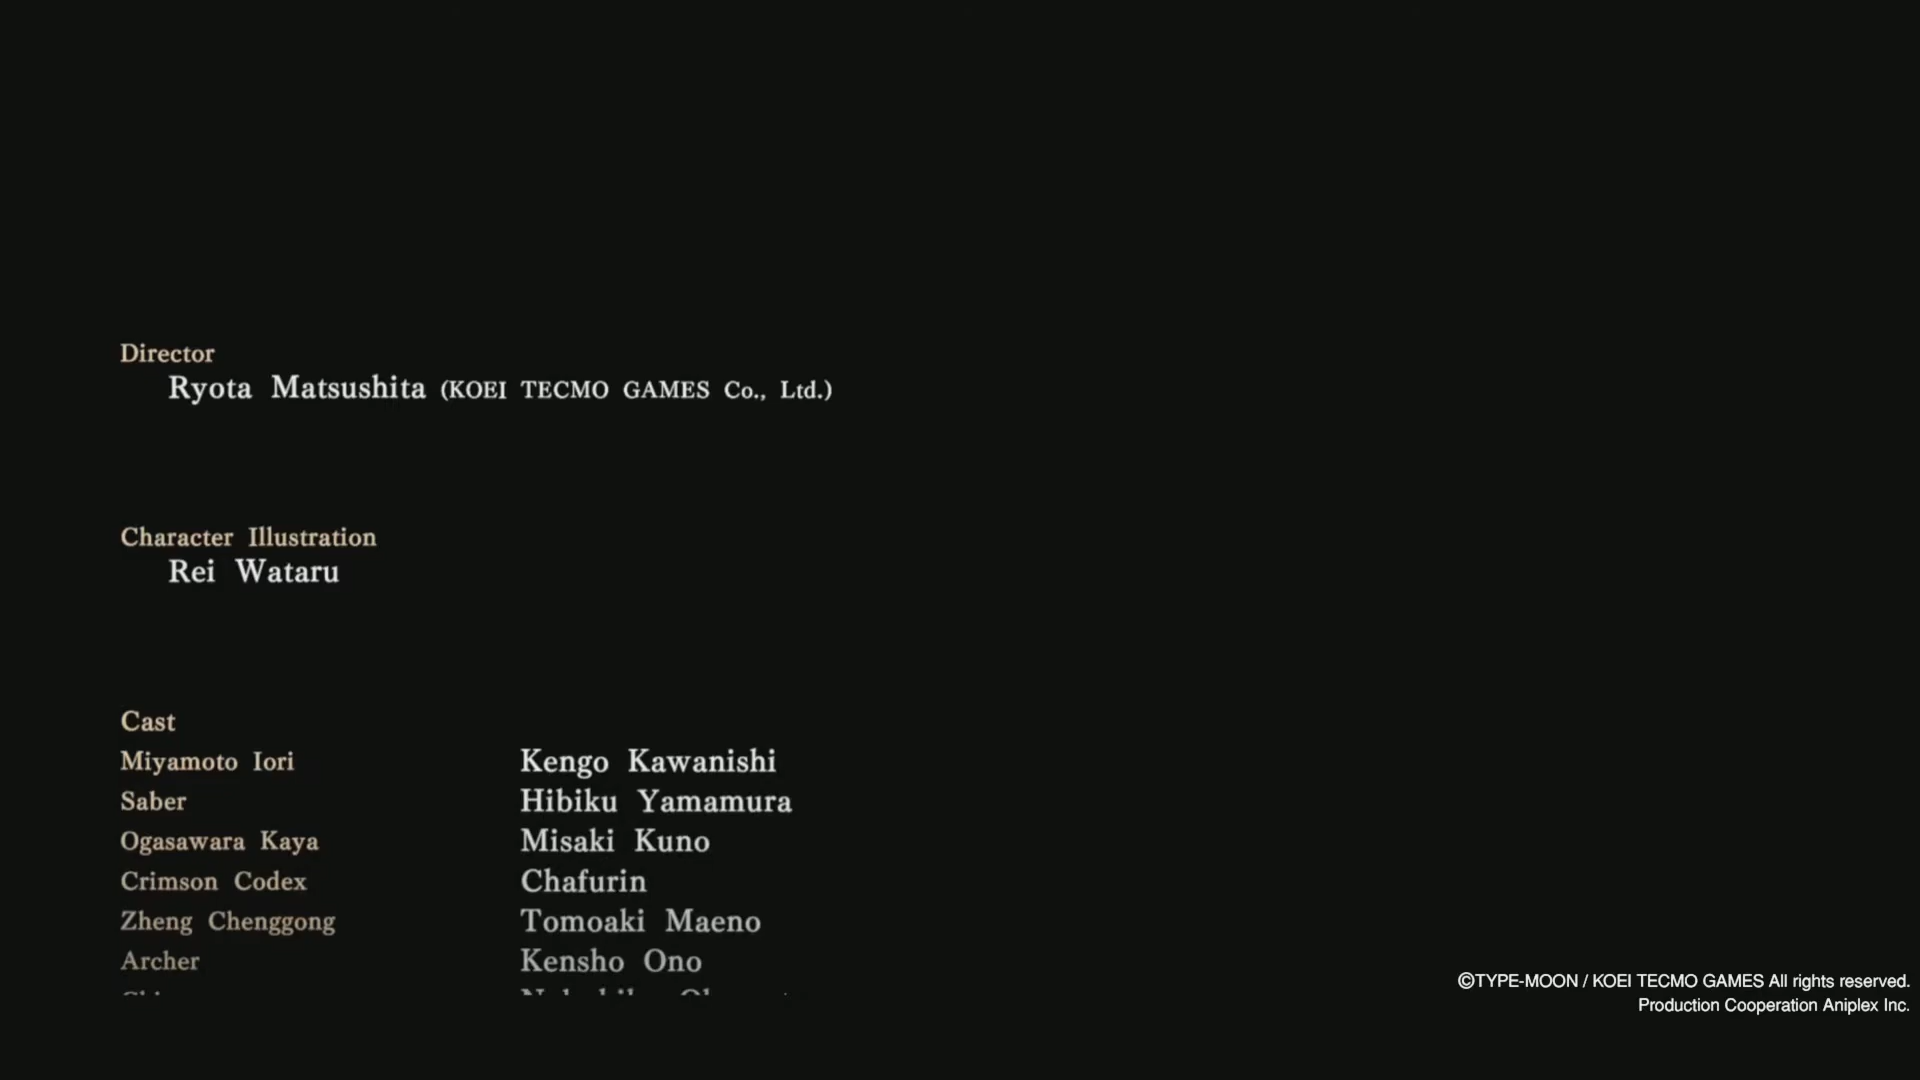 Director
Ryota Matsushita (KOEI TECMO GAMES Co., Ltd.)
Character Illustration
Rei Wataru
Cast
Miyamoto Iori Kengo Kawanishi
Saber Hibiku Yamamura
Ogasawara Kaya Misaki Kuno
Crimson Codex Chafurin
Zheng Chenggong Tomoaki Maeno
Archer Kensho Ono
©TYPE-MOON / KOEI TECMO GAMES All rights reserved.
Production Cooperation Aniplex Inc.